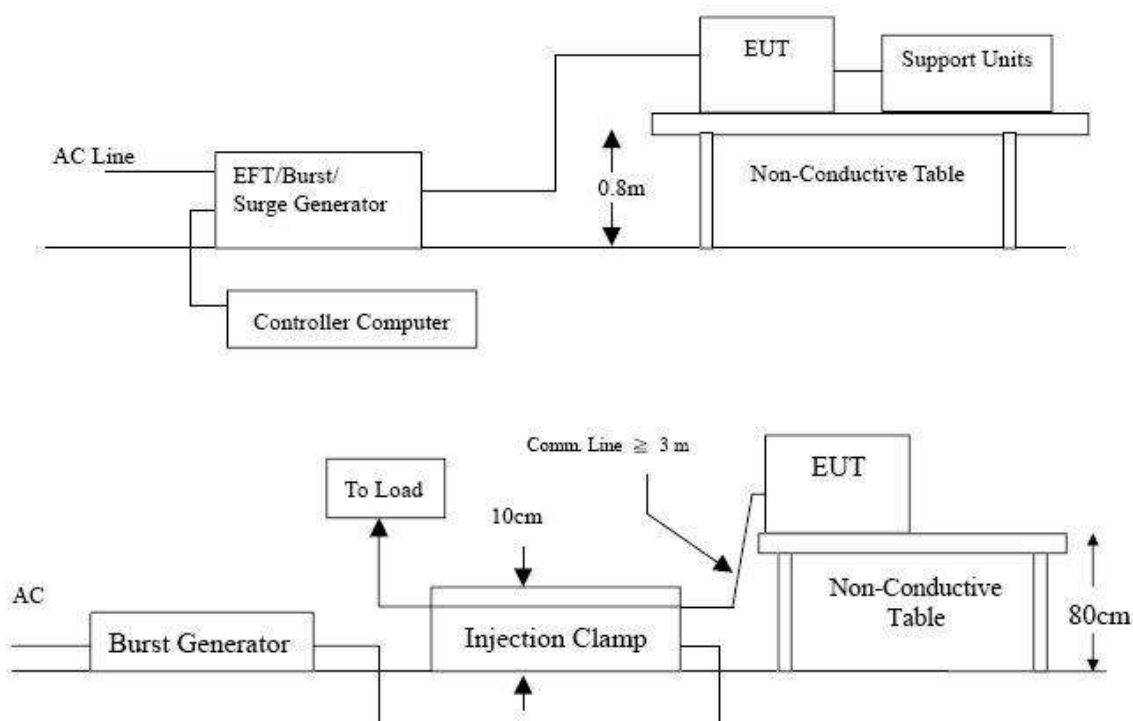 EUT
Support Units
AC Line
EFT/Burst/
Surge Generator
0.8m
Non-Conductive Table
Controller Computer
Comm. Line ≧ 3 m
EUT
To Load
10cm
AC
Burst Generator
Injection Clamp
Non-Conductive
Table
80cm